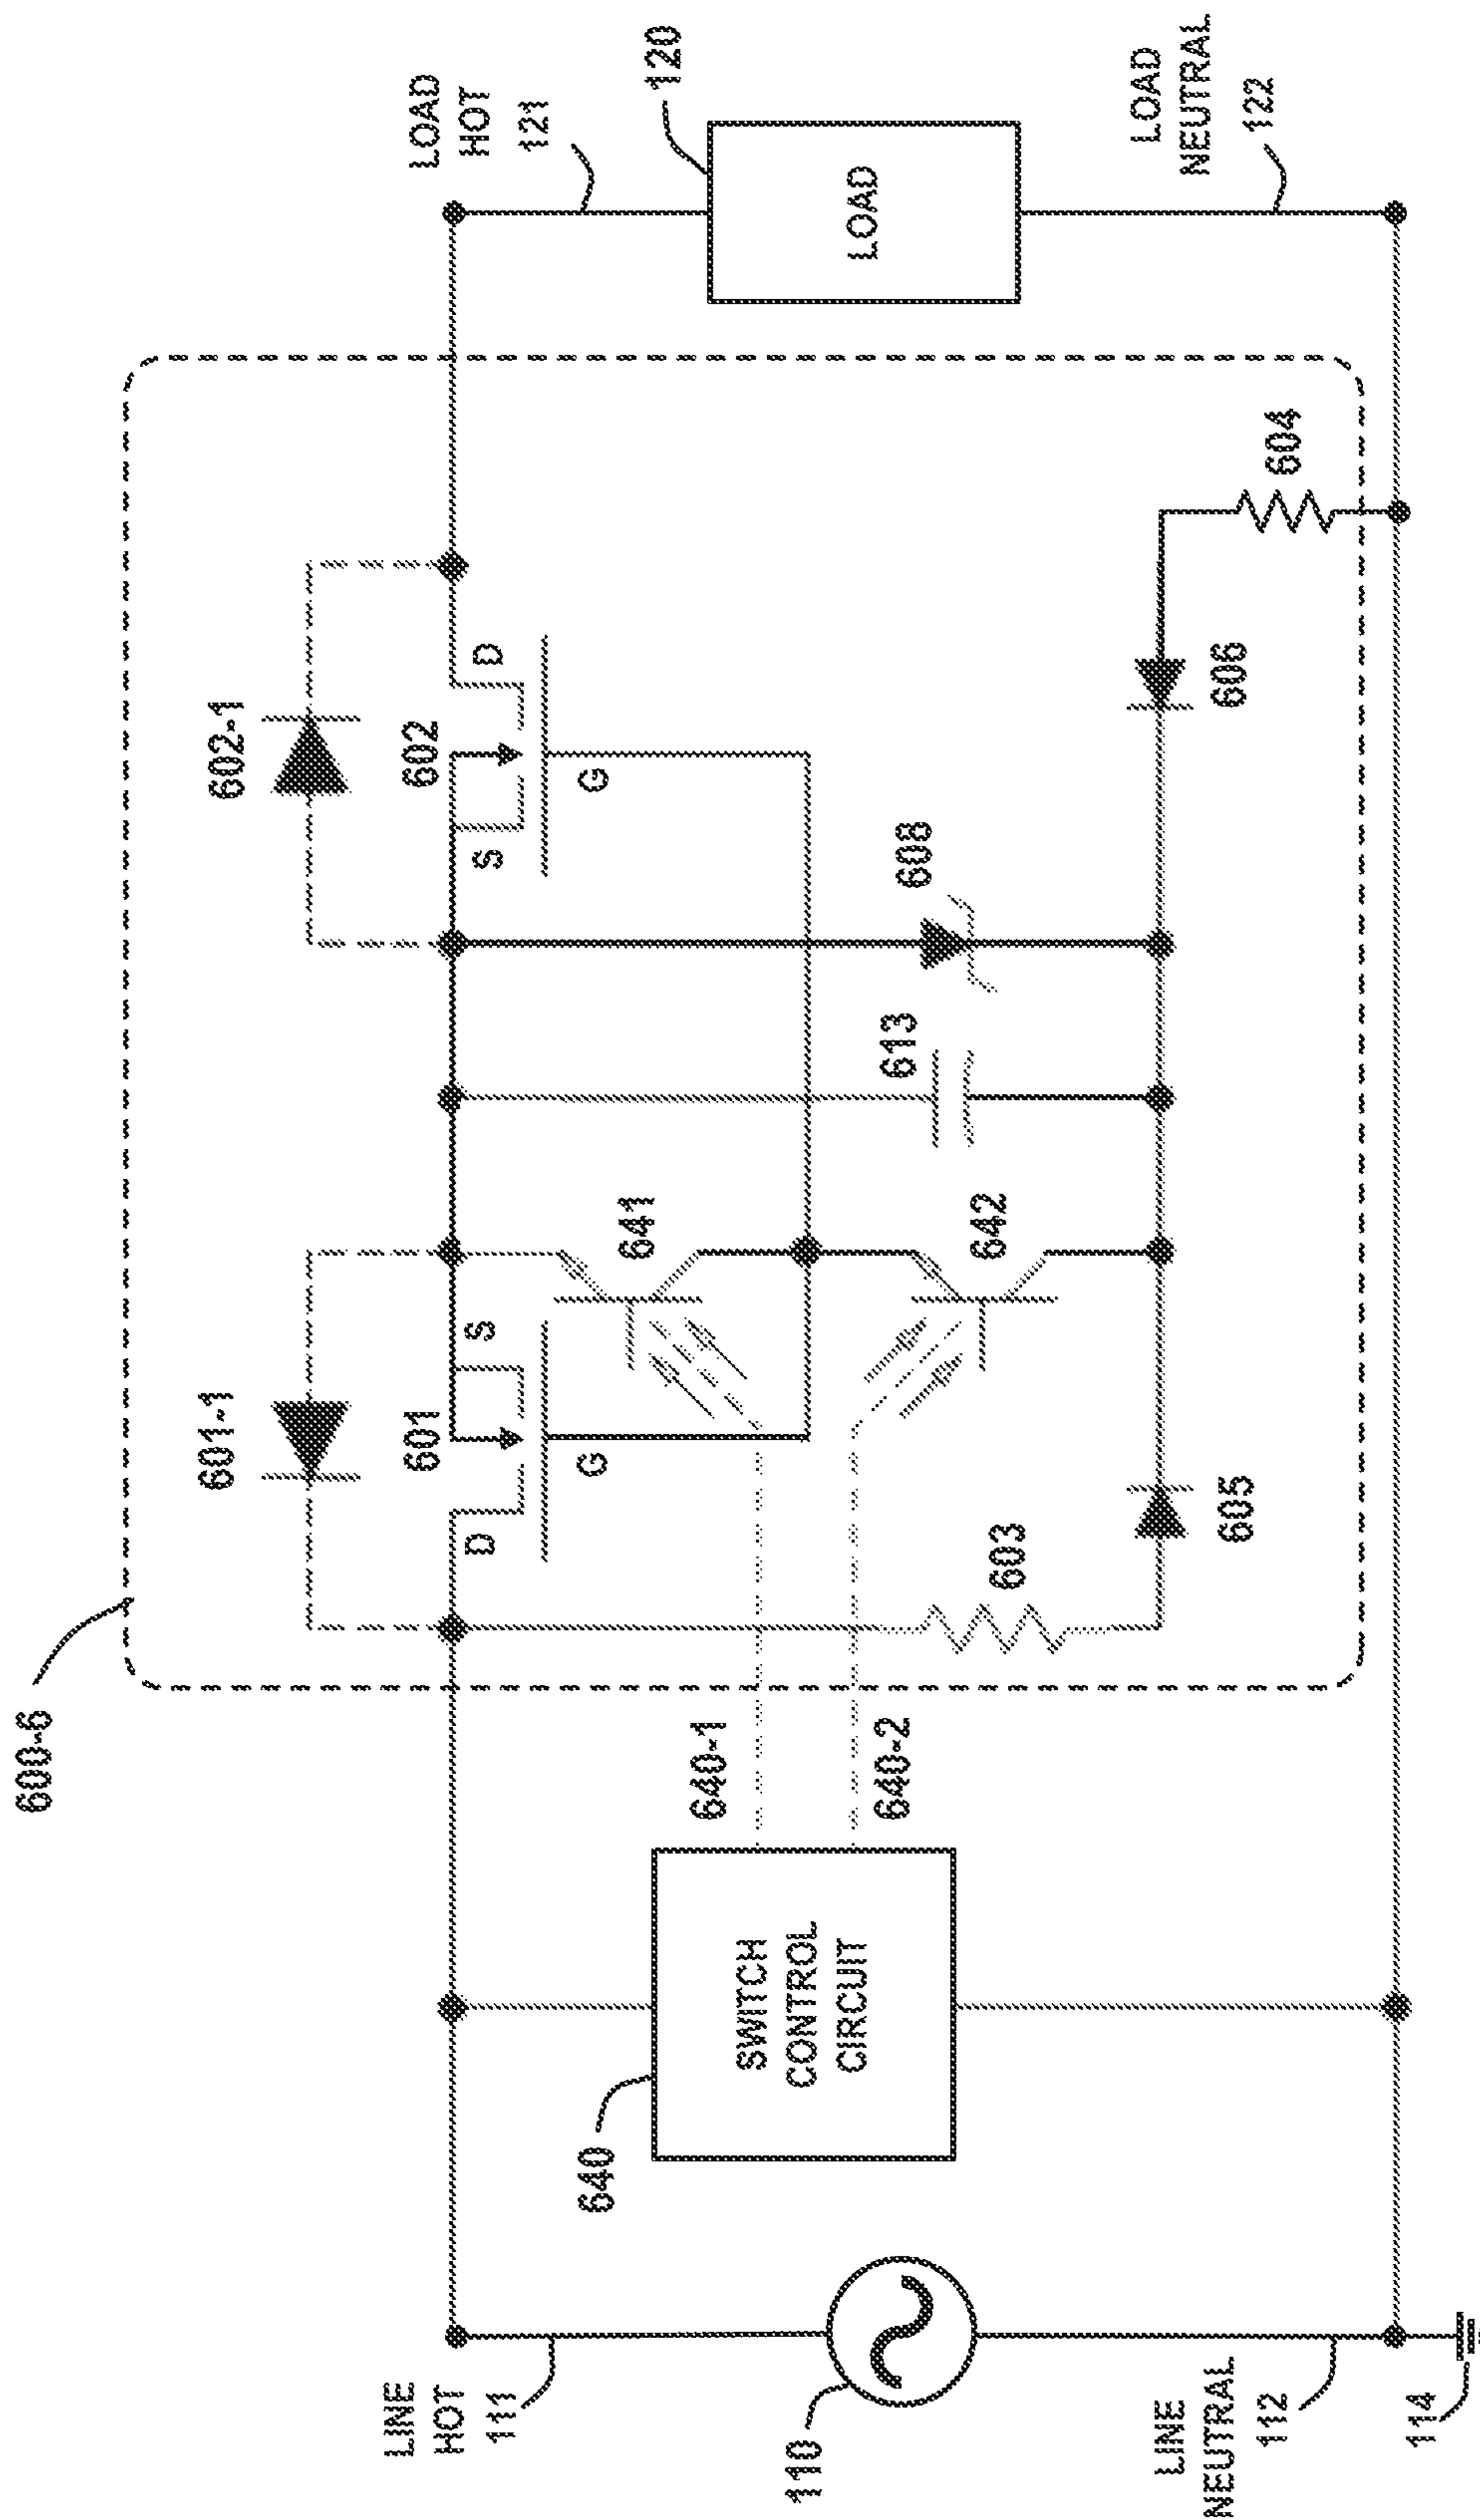 600-6
601-1
602-1
LINE
HOT
111
601
602
D
S
S
D
G
G
LOAD
HOT
121
120
LOAD
640
SWITCH
CONTROL
CIRCUIT
640-1
640-2
641
642
613
608
603
605
606
604
110
LINE
NEUTRAL
112
114
LOAD
NEUTRAL
122